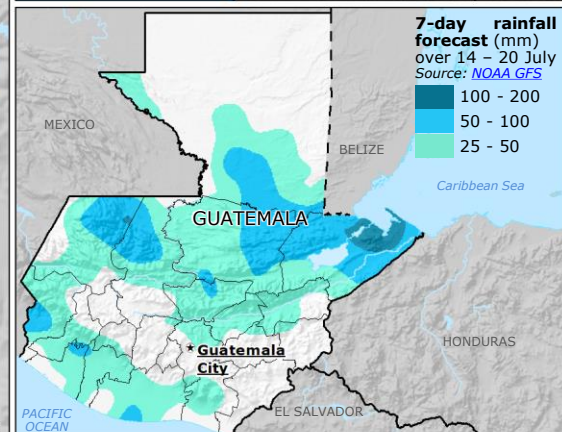 7-day rainfall
forecast (mm)
over 14 – 20 July
Source: NOAA GFS
100 - 200
50 - 100
25 - 50
MEXICO
BELIZE
Caribbean Sea
GUATEMALA
HONDURAS
Guatemala
City
EL SALVADOR
PACIFIC
OCEAN